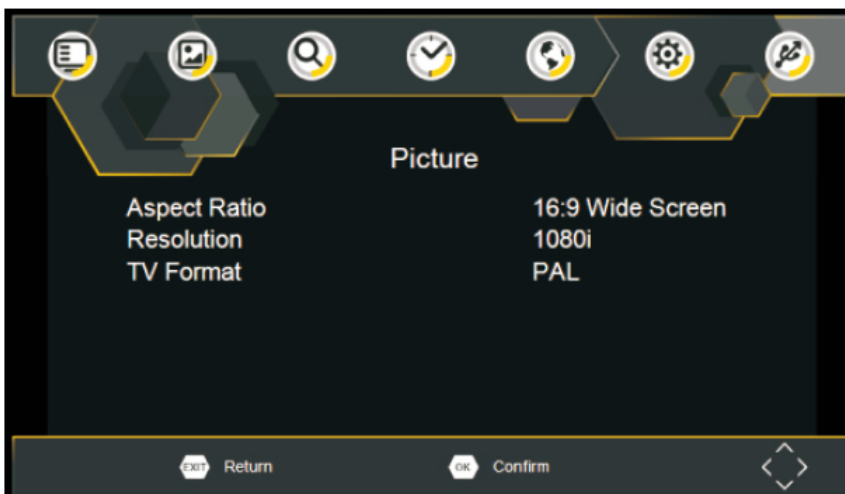 Picture
Aspect Ratio 16:9 Wide Screen
Resolution 1080i
TV Format PAL
EXIT Return OK Confirm